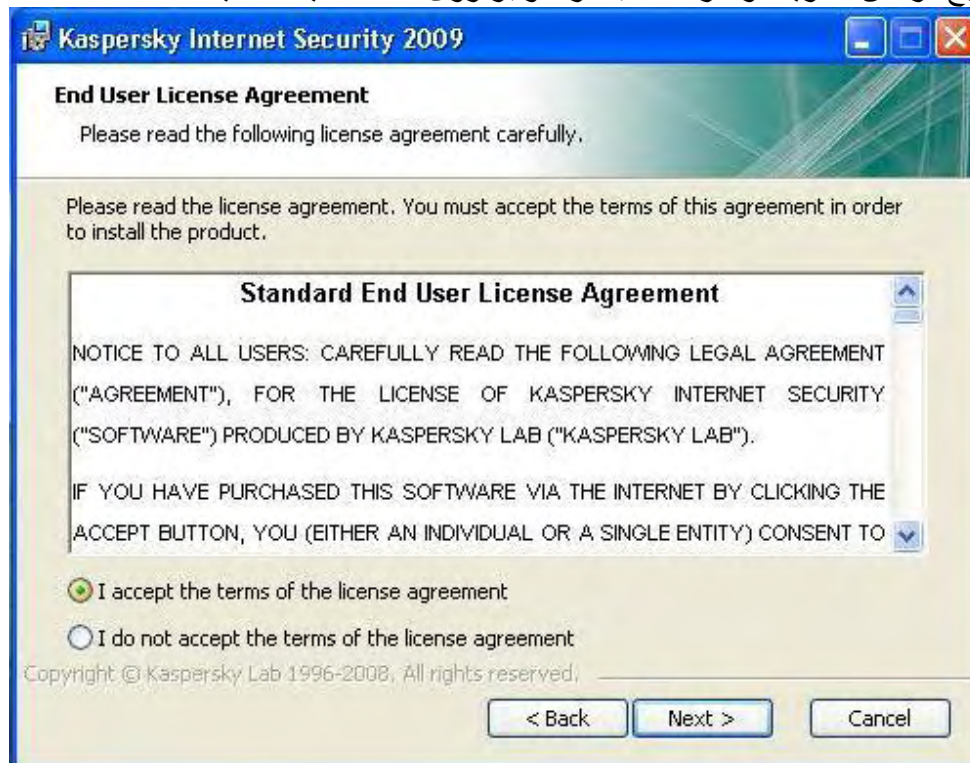 Kaspersky Internet Security 2009
End User License Agreement
Please read the following license agreement carefully.
Please read the license agreement. You must accept the terms of this agreement in order
to install the product.
Standard End User License Agreement
NOTICE TO ALL USERS: CAREFULLY READ THE FOLLOWING LEGAL AGREEMENT
("AGREEMENT"), FOR THE LICENSE OF KASPERSKY INTERNET SECURITY
("SOFTWARE") PRODUCED BY KASPERSKY LAB ("KASPERSKY LAB").
IF YOU HAVE PURCHASED THIS SOFTWARE VIA THE INTERNET BY CLICKING THE
ACCEPT BUTTON, YOU (EITHER AN INDIVIDUAL OR A SINGLE ENTITY) CONSENT TO
I accept the terms of the license agreement
I do not accept the terms of the license agreement
Copyright © Kaspersky Lab 1996-2008. All rights reserved.
< Back Next > Cancel